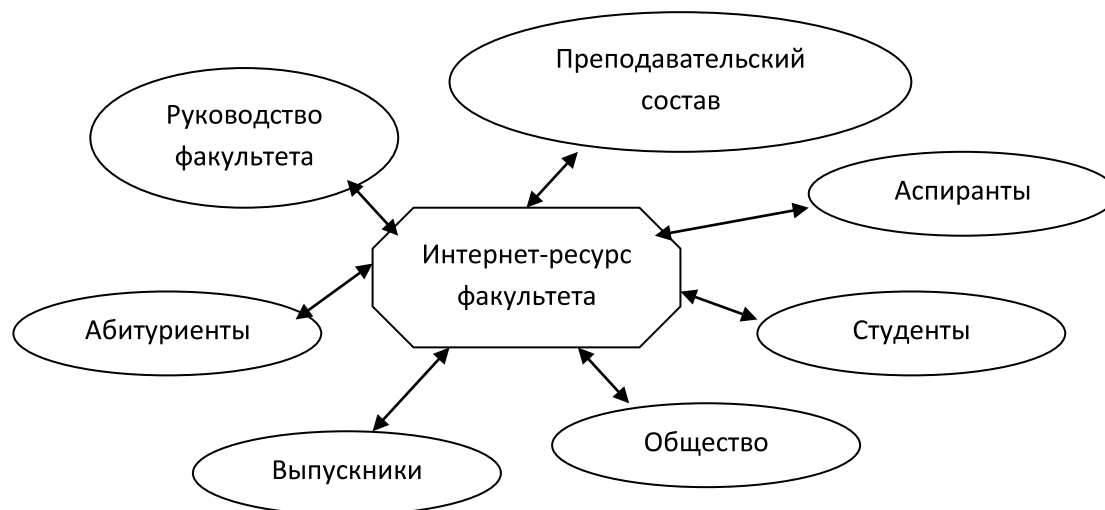 Преподавательский
состав
Руководство
факультета
Аспиранты
Интернет-ресурс
факультета
Абитуриенты
Студенты
Общество
Выпускники